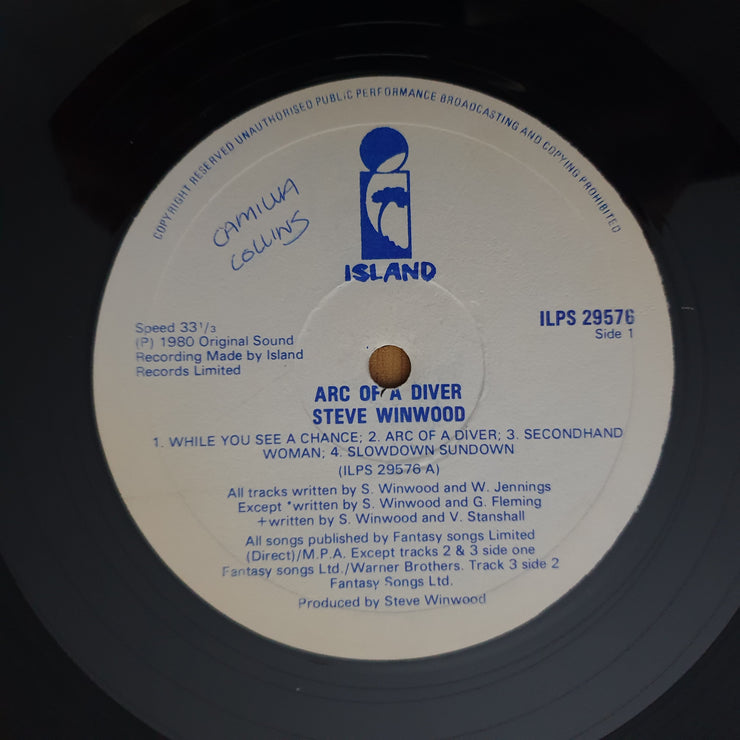 COPYRIGHT RESERVED UNAUTHORISED PUBLIC PERFORMANCE BROADCASTING AND COPYING PROHIBITED
CAMILLA
COLLINS
ISLAND
Speed 33 1/3
(P) 1980 Original Sound
Recording Made by Island
Records Limited
ILPS 29576
Side 1
ARC OF A DIVER
STEVE WINWOOD
1. WHILE YOU SEE A CHANCE; 2. ARC OF A DIVER; 3. SECONDHAND
WOMAN; 4. SLOWDOWN SUNDOWN
(ILPS 29576 A)
All tracks written by S. Winwood and W. Jennings
Except *written by S. Winwood and G. Fleming
+written by S. Winwood and V. Stanshall
All songs published by Fantasy songs Limited
(Direct)/M.P.A. Except tracks 2 & 3 side one
Fantasy songs Ltd./Warner Brothers. Track 3 side 2
Fantasy Songs Ltd.
Produced by Steve Winwood